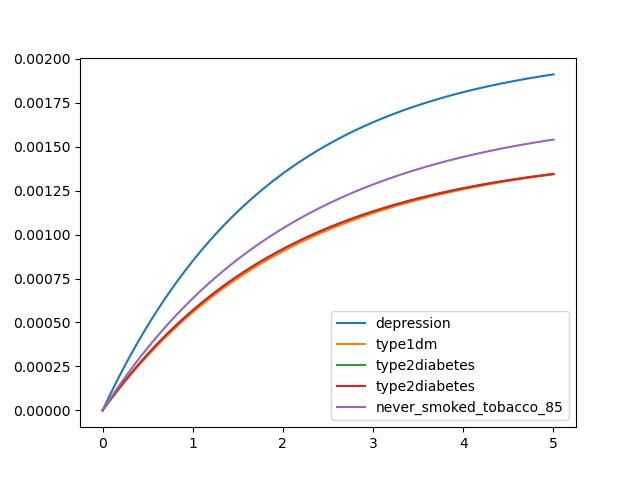 0.00200
0.00175
0.00150
0.00125
0.00100
0.00075
0.00050
0.00025
0.00000
depression
type1dm
type2diabetes
type2diabetes
never_smoked_tobacco_85
0 1 2 3 4 5